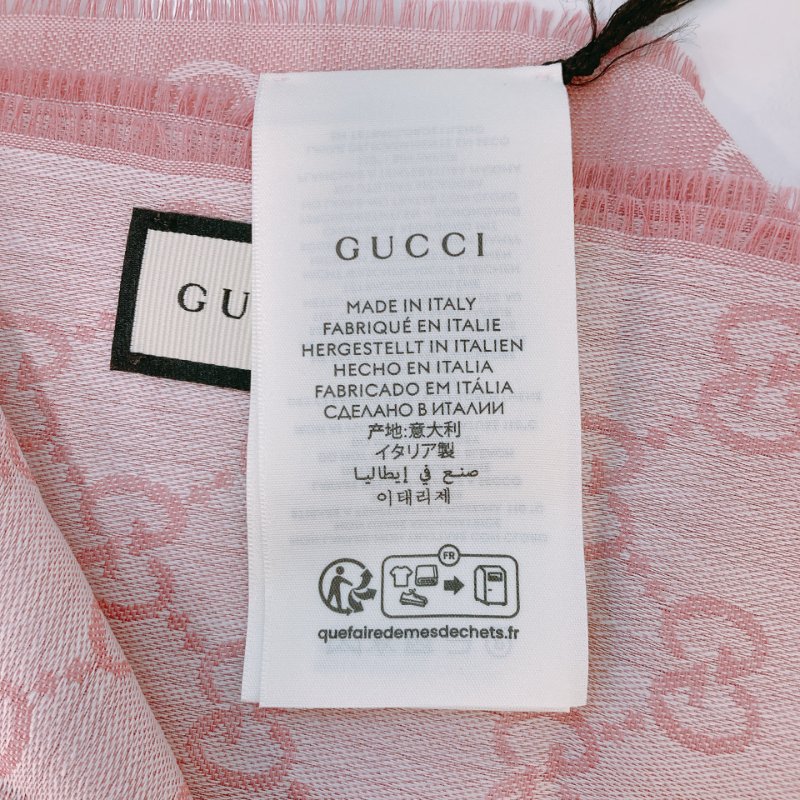 GUCCI
MADE IN ITALY
FABRIQUÉ EN ITALIE
HERGESTELLT IN ITALIEN
HECHO EN ITALIA
FABRICADO EM ITÁLIA
СДЕЛАНО В ИТАЛИИ
产地:意大利
イタリア製
صنع في إيطاليا
이태리제
FR
quefairedemesdechets.fr
GU